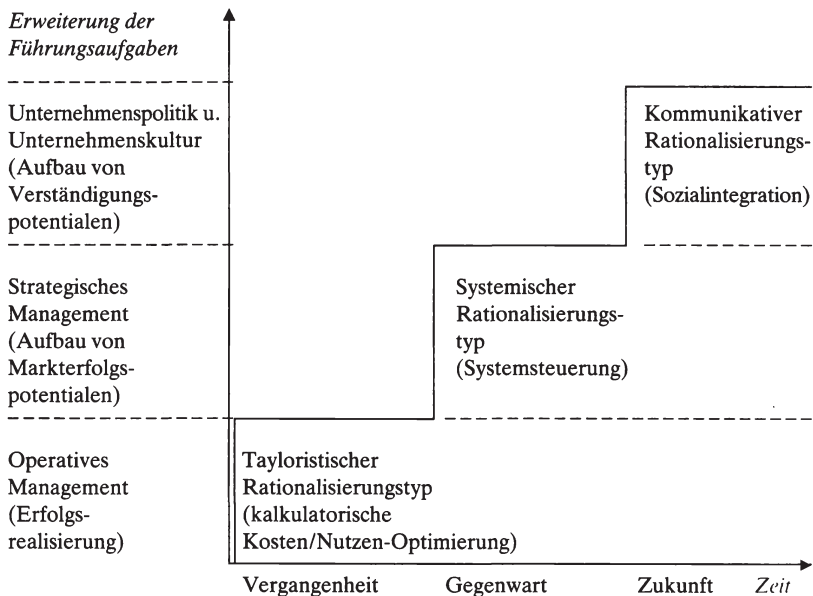 Erweiterung der
Führungsaufgaben
Unternehmenspolitik u.
Unternehmenskultur
(Aufbau von
Verständigungs-
potentialen)
Kommunikativer
Rationalisierungs-
typ
(Sozialintegration)
Strategisches
Management
(Aufbau von
Markterfolgs-
potentialen)
Systemischer
Rationalisierungs-
typ
(Systemsteuerung)
Operatives
Management
(Erfolgs-
realisierung)
Tayloristischer
Rationalisierungstyp
(kalkulatorische
Kosten/Nutzen-Optimierung)
Vergangenheit Gegenwart Zukunft Zeit